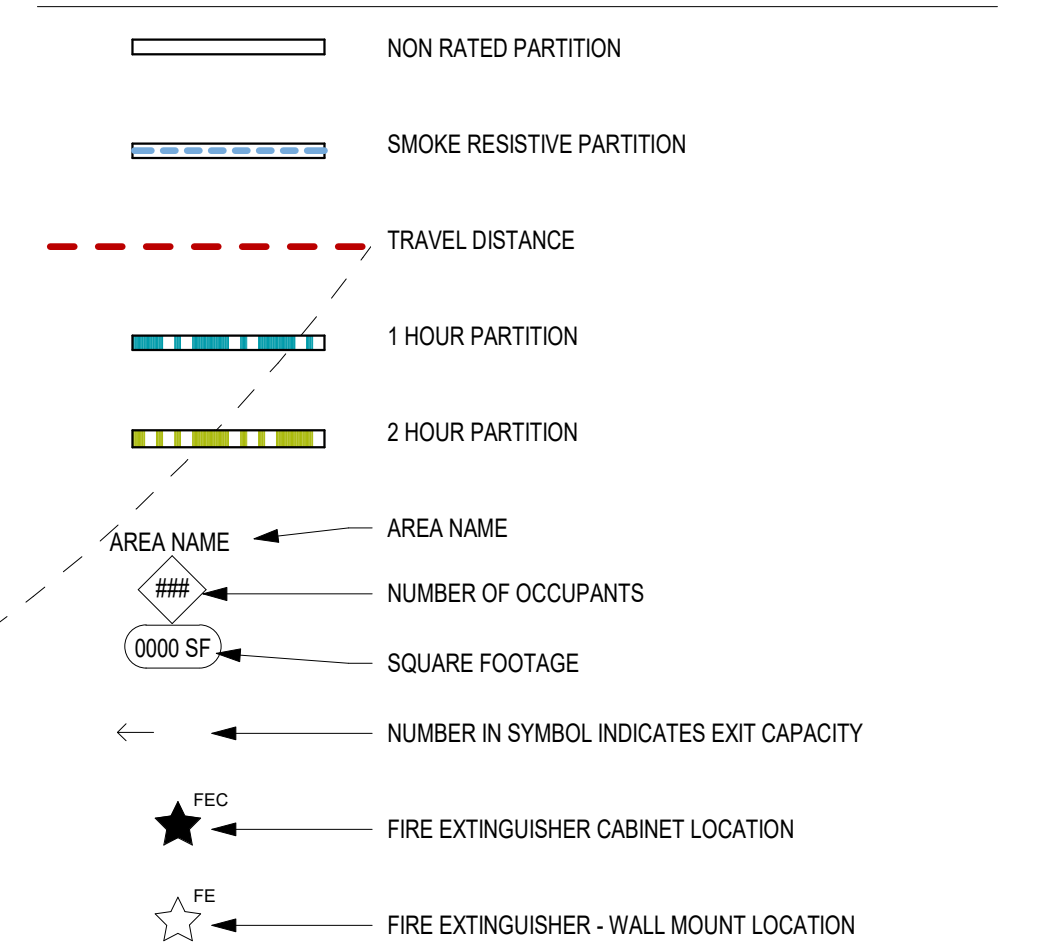 NON RATED PARTITION
SMOKE RESISTIVE PARTITION
TRAVEL DISTANCE
1 HOUR PARTITION
2 HOUR PARTITION
AREA NAME
AREA NAME
###
NUMBER OF OCCUPANTS
0000 SF
SQUARE FOOTAGE
NUMBER IN SYMBOL INDICATES EXIT CAPACITY
FEC
FIRE EXTINGUISHER CABINET LOCATION
FE
FIRE EXTINGUISHER - WALL MOUNT LOCATION